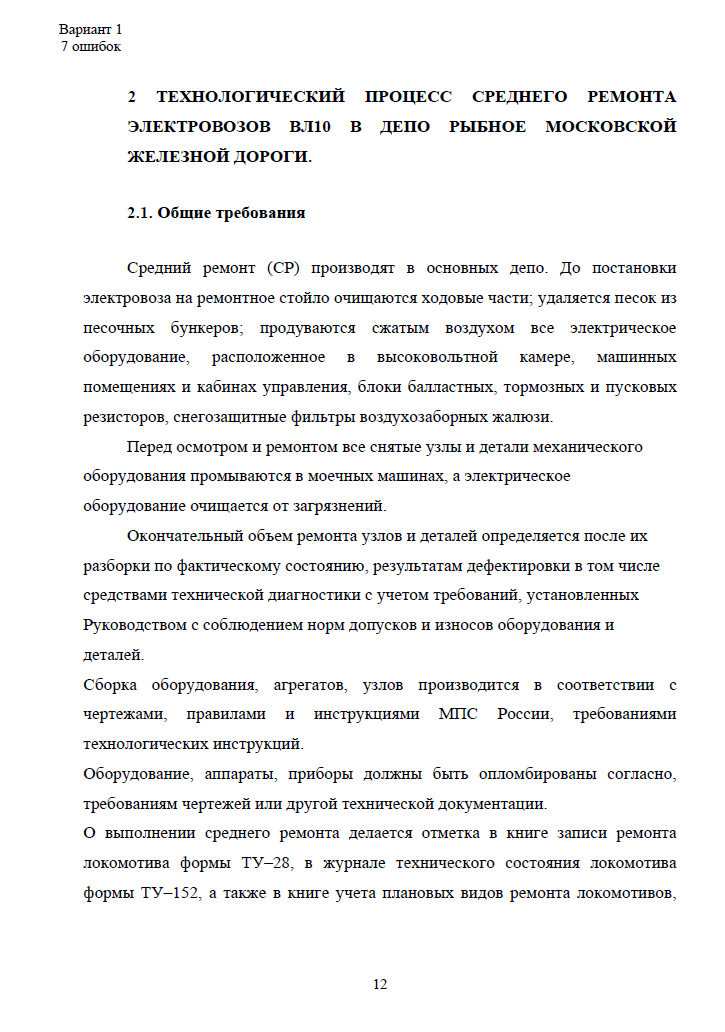 Вариант 1
7 ошибок
2 ТЕХНОЛОГИЧЕСКИЙ ПРОЦЕСС СРЕДНЕГО РЕМОНТА
ЭЛЕКТРОВОЗОВ ВЛ10 В ДЕПО РЫБНОЕ МОСКОВСКОЙ
ЖЕЛЕЗНОЙ ДОРОГИ.
2.1. Общие требования
Средний ремонт (СР) производят в основных депо. До постановки
электровоза на ремонтное стойло очищаются ходовые части; удаляется песок из
песочных бункеров; продуваются сжатым воздухом все электрическое
оборудование, расположенное в высоковольтной камере, машинных
помещениях и кабинах управления, блоки балластных, тормозных и пусковых
резисторов, снегозащитные фильтры воздухозаборных жалюзи.
Перед осмотром и ремонтом все снятые узлы и детали механического
оборудования промываются в моечных машинах, а электрическое
оборудование очищается от загрязнений.
Окончательный объем ремонта узлов и деталей определяется после их
разборки по фактическому состоянию, результатам дефектировки в том числе
средствами технической диагностики с учетом требований, установленных
Руководством с соблюдением норм допусков и износов оборудования и
деталей.
Сборка оборудования, агрегатов, узлов производится в соответствии с
чертежами, правилами и инструкциями МПС России, требованиями
технологических инструкций.
Оборудование, аппараты, приборы должны быть опломбированы согласно,
требованиям чертежей или другой технической документации.
О выполнении среднего ремонта делается отметка в книге записи ремонта
локомотива формы ТУ–28, в журнале технического состояния локомотива
формы ТУ–152, а также в книге учета плановых видов ремонта локомотивов,
12